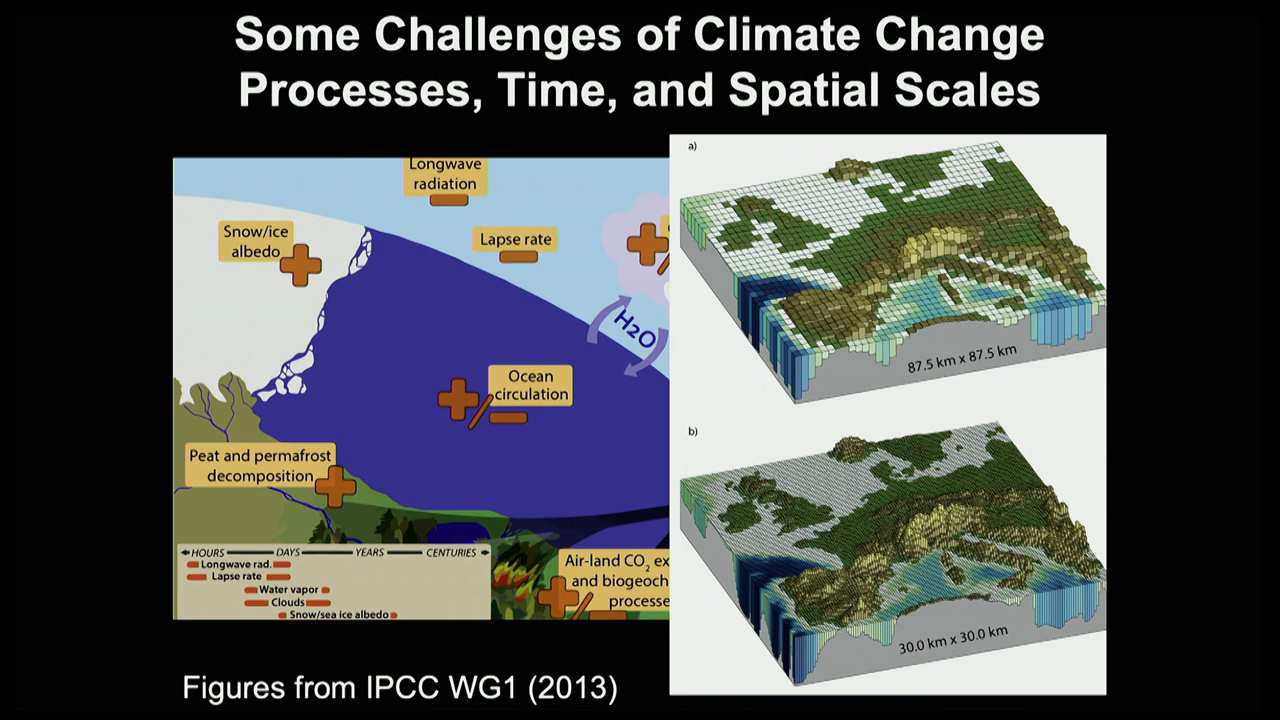 Some Challenges of Climate Change
Processes, Time, and Spatial Scales
Longwave
radiation
Snow/ice
albedo
Lapse rate
H2O
Ocean
circulation
Peat and permafrost
decomposition
HOURS DAYS YEARS CENTURIES
Longwave rad.
Lapse rate
Water vapor
Clouds
Snow/sea ice albedo
Air-land CO2 ex
and biogeoch
processe
a)
87.5 km x 87.5 km
b)
30.0 km x 30.0 km
Figures from IPCC WG1 (2013)